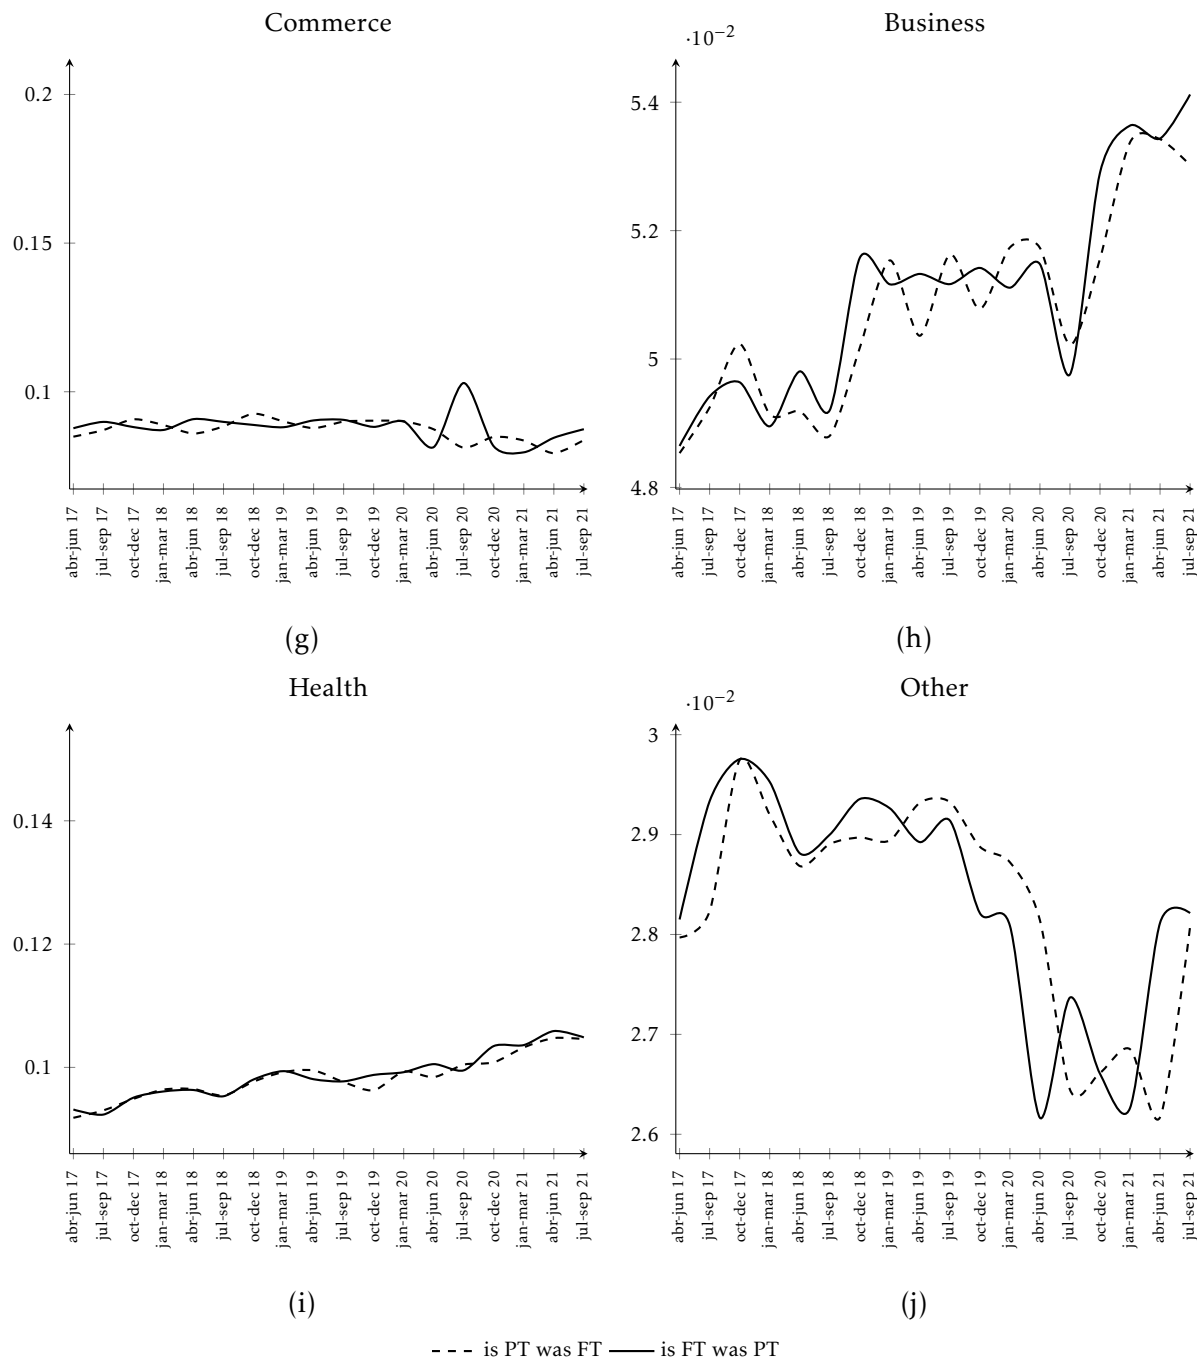 Commerce
0.2
0.15
0.1
abr-jun 17
jul-sep 17
oct-dec 17
jan-mar 18
abr-jun 18
jul-sep 18
oct-dec 18
jan-mar 19
abr-jun 19
jul-sep 19
oct-dec 19
jan-mar 20
abr-jun 20
jul-sep 20
oct-dec 20
jan-mar 21
abr-jun 21
jul-sep 21
(g)
Business
·10−2
5.4
5.2
5
4.8
abr-jun 17
jul-sep 17
oct-dec 17
jan-mar 18
abr-jun 18
jul-sep 18
oct-dec 18
jan-mar 19
abr-jun 19
jul-sep 19
oct-dec 19
jan-mar 20
abr-jun 20
jul-sep 20
oct-dec 20
jan-mar 21
abr-jun 21
jul-sep 21
(h)
Health
0.14
0.12
0.1
abr-jun 17
jul-sep 17
oct-dec 17
jan-mar 18
abr-jun 18
jul-sep 18
oct-dec 18
jan-mar 19
abr-jun 19
jul-sep 19
oct-dec 19
jan-mar 20
abr-jun 20
jul-sep 20
oct-dec 20
jan-mar 21
abr-jun 21
jul-sep 21
(i)
Other
·10−2
3
2.9
2.8
2.7
2.6
abr-jun 17
jul-sep 17
oct-dec 17
jan-mar 18
abr-jun 18
jul-sep 18
oct-dec 18
jan-mar 19
abr-jun 19
jul-sep 19
oct-dec 19
jan-mar 20
abr-jun 20
jul-sep 20
oct-dec 20
jan-mar 21
abr-jun 21
jul-sep 21
(j)
is PT was FT is FT was PT